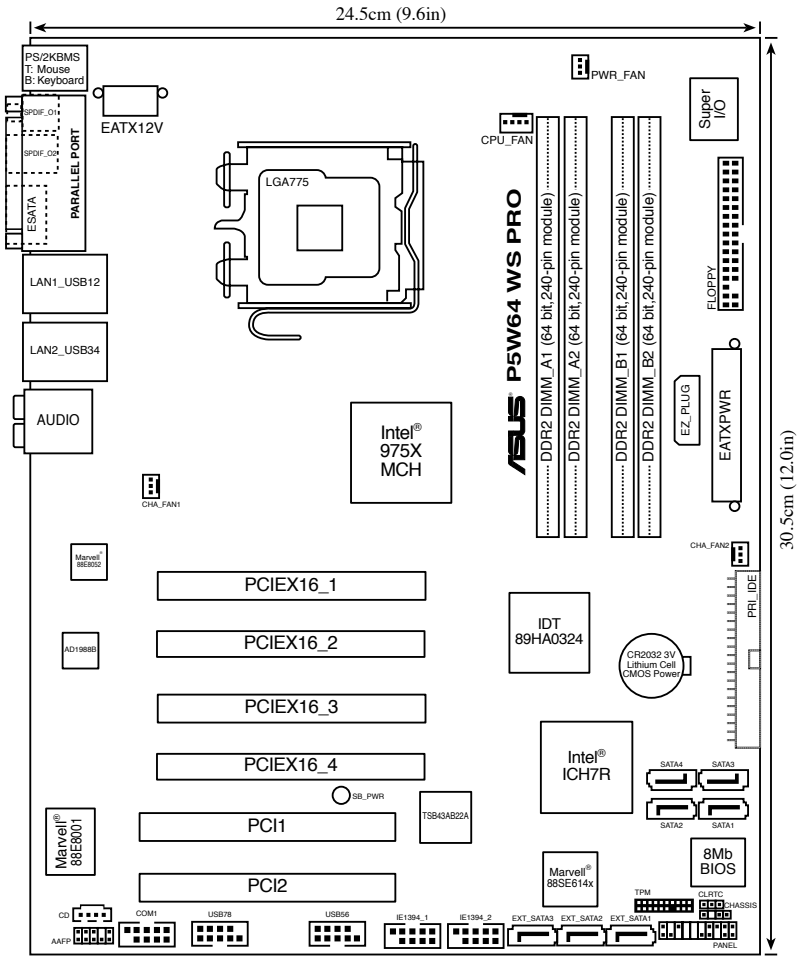 24.5cm (9.6in)
PS/2KBMS
T: Mouse
B: Keyboard
SPDIF_O1
SPDIF_O2
ESATA
PARALLEL PORT
EATX12V
PWR_FAN
CPU_FAN
Super
I/O
LGA775
FLOPPY
LAN1_USB12
LAN2_USB34
AUDIO
ASUS® P5W64 WS PRO
DDR2 DIMM_A1 (64 bit,240-pin module)
DDR2 DIMM_A2 (64 bit,240-pin module)
DDR2 DIMM_B1 (64 bit,240-pin module)
DDR2 DIMM_B2 (64 bit,240-pin module)
EZ_PLUG
EATXPWR
30.5cm (12.0in)
Intel®
975X
MCH
CHA_FAN1
CHA_FAN2
Marvell®
88E8052
PCIEX16_1
PRI_IDE
IDT
89HA0324
AD1988B
PCIEX16_2
CR2032 3V
Lithium Cell
CMOS Power
PCIEX16_3
Intel®
ICH7R
PCIEX16_4
SATA4
SATA3
SB_PWR
TSB43AB22A
SATA2
SATA1
Marvell®
88E8001
PCI1
8Mb
BIOS
Marvell®
88SE614x
PCI2
TPM
CLRTC
CHASSIS
CD
AAFP
COM1
USB78
USB56
IE1394_1
IE1394_2
EXT_SATA3
EXT_SATA2
EXT_SATA1
PANEL